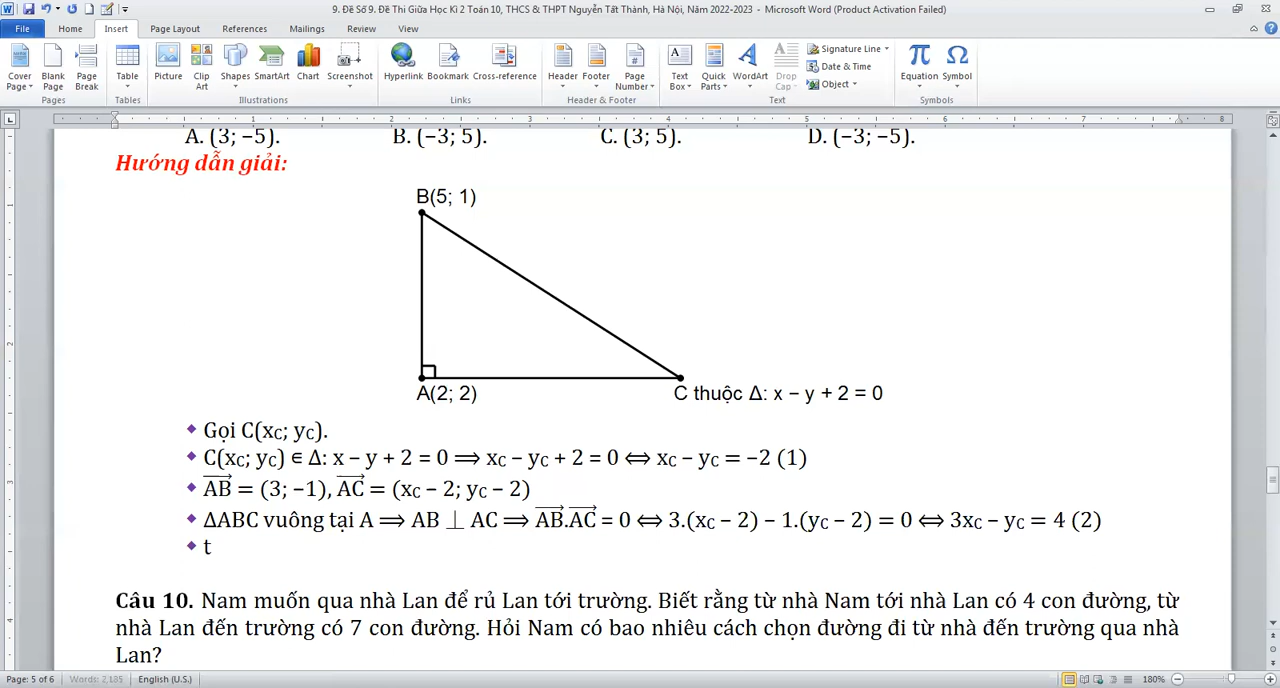 9. Đề Số 9. Đề Thi Giữa Học Kì 2 Toán 10, THCS & THPT Nguyễn Tất Thành, Hà Nội, Năm 2022-2023 - Microsoft Word (Product Activation Failed)
File Home Insert Page Layout References Mailings Review View
Cover Page Blank Page Page Break Table Picture Clip Art Shapes SmartArt Chart Screenshot Hyperlink Bookmark Cross-reference Header Footer Page Number Text Box Quick Parts WordArt Drop Cap Signature Line Date & Time Object Equation Symbol
Pages Tables Illustrations Links Header & Footer Text Symbols
1 2 3 4 5 6 7 8
A. (3; −5). B. (−3; 5). C. (3; 5). D. (−3; −5).
Hướng dẫn giải:
B(5; 1)
A(2; 2)
C thuộc Δ: x − y + 2 = 0
Gọi C(xC; yC).
C(xC; yC) ∈ Δ: x − y + 2 = 0 ⟹ xC − yC + 2 = 0 ⟺ xC − yC = −2 (1)
AB = (3; −1), AC = (xC − 2; yC − 2)
ΔABC vuông tại A ⟹ AB ⊥ AC ⟹ AB.AC = 0 ⟺ 3.(xC − 2) − 1.(yC − 2) = 0 ⟺ 3xC − yC = 4 (2)
t
Câu 10. Nam muốn qua nhà Lan để rủ Lan tới trường. Biết rằng từ nhà Nam tới nhà Lan có 4 con đường, từ
nhà Lan đến trường có 7 con đường. Hỏi Nam có bao nhiêu cách chọn đường đi từ nhà đến trường qua nhà
Lan?
Page: 5 of 6 Words: 2,185 English (U.S.) 180%